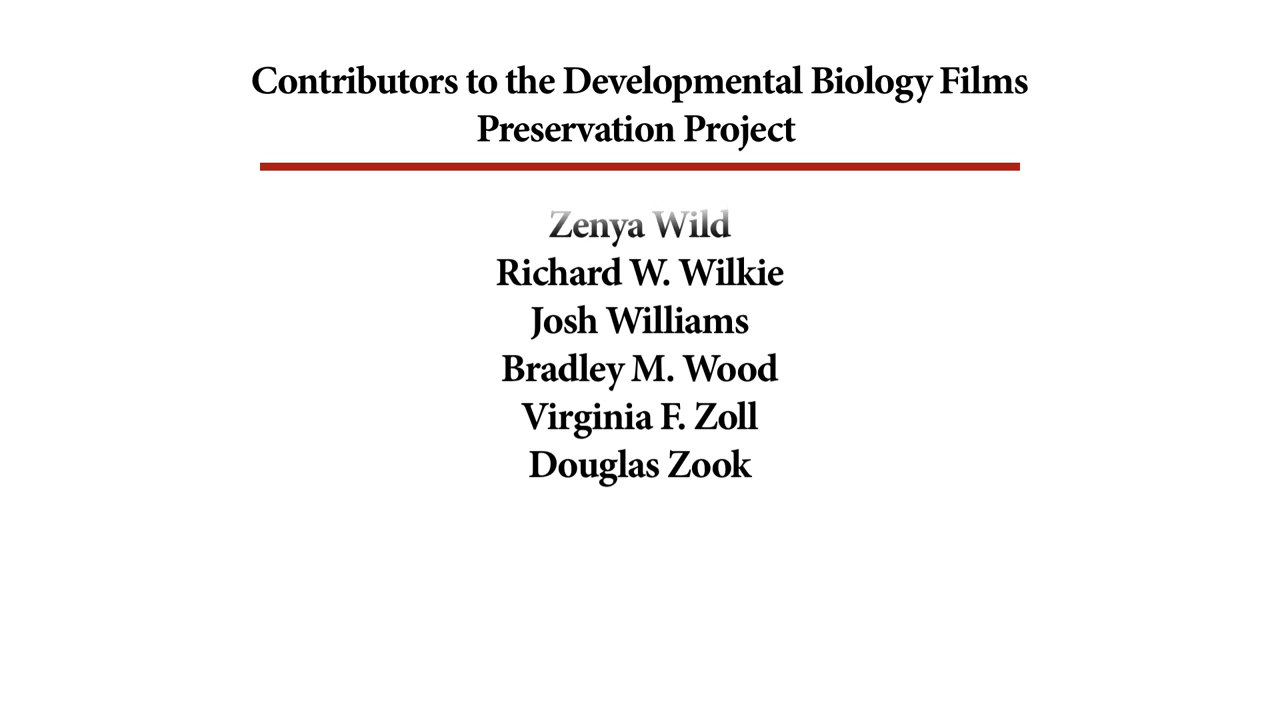 Contributors to the Developmental Biology Films
Preservation Project
Zenya Wild
Richard W. Wilkie
Josh Williams
Bradley M. Wood
Virginia F. Zoll
Douglas Zook